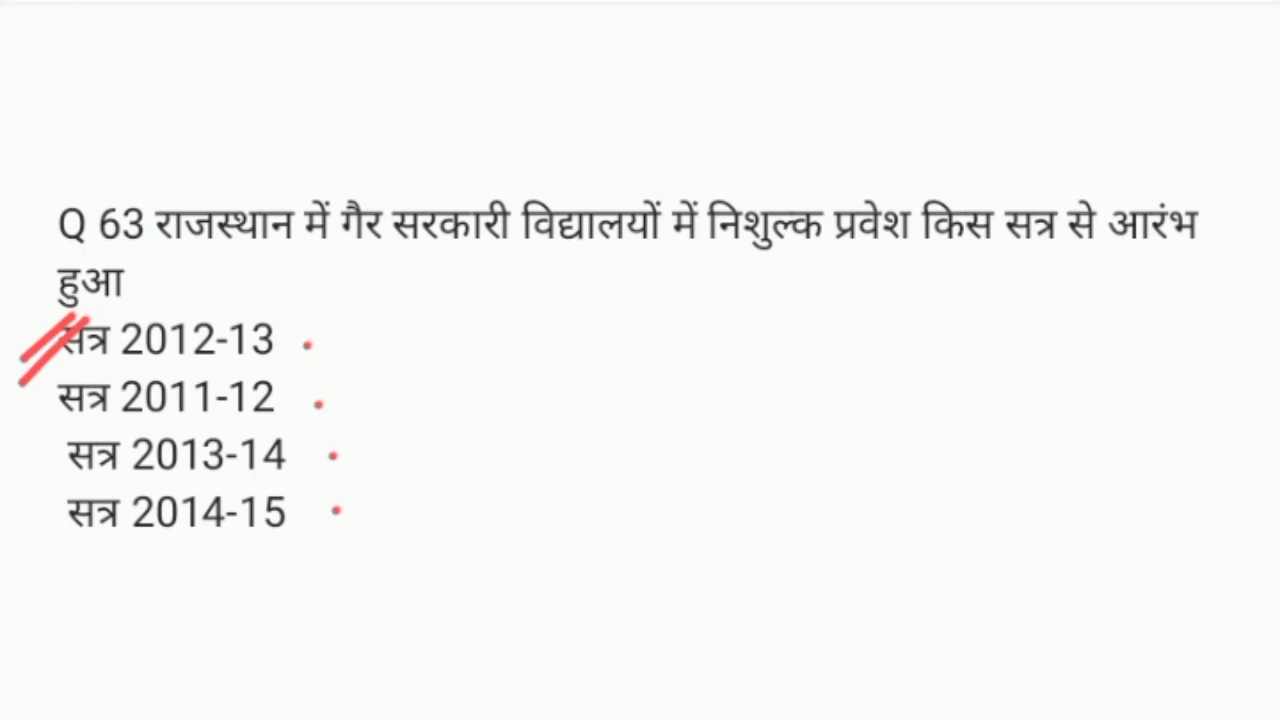 Q 63 राजस्थान में गैर सरकारी विद्यालयों में निशुल्क प्रवेश किस सत्र से आरंभ
हुआ
सत्र 2012-13
सत्र 2011-12
सत्र 2013-14
सत्र 2014-15